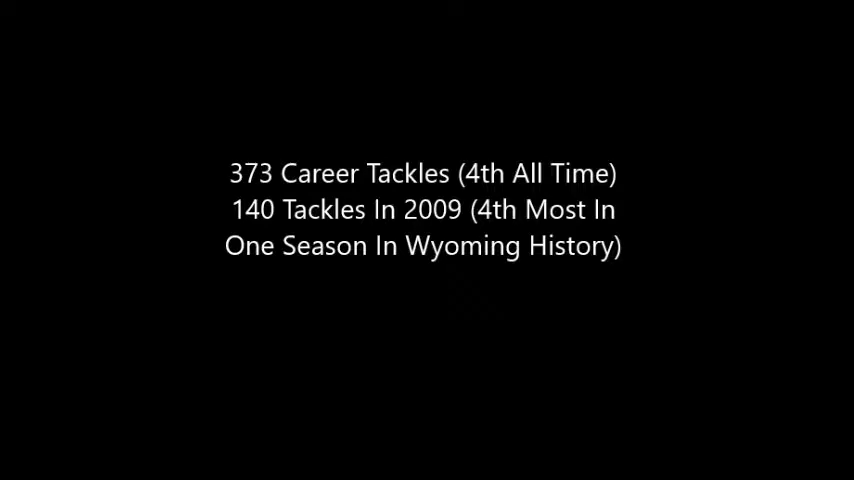 373 Career Tackles (4th All Time)
140 Tackles In 2009 (4th Most In
One Season In Wyoming History)